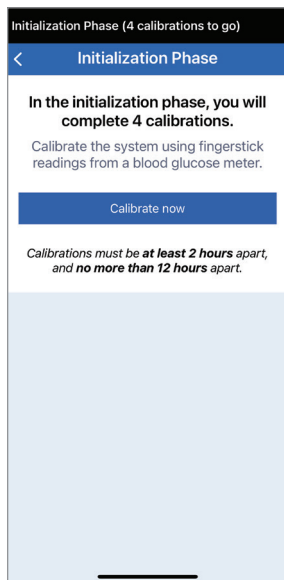 Initialization Phase (4 calibrations to go)
Initialization Phase
In the initialization phase, you will
complete 4 calibrations.
Calibrate the system using fingerstick
readings from a blood glucose meter.
Calibrate now
Calibrations must be at least 2 hours apart,
and no more than 12 hours apart.